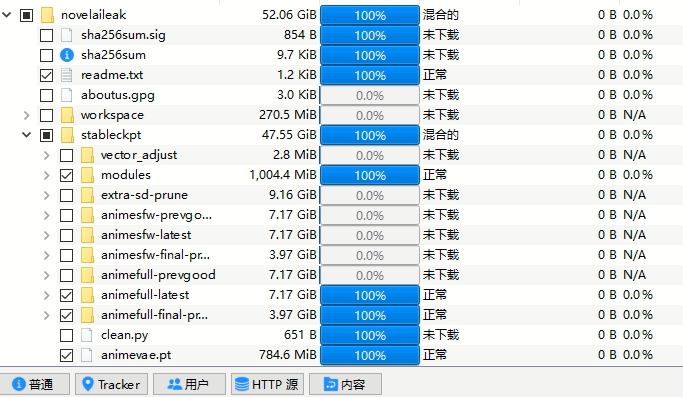 novelaileak 52.06 GiB 100% 混合的 0 B 0.0%
sha256sum.sig 854 B 100% 未下载 0 B 0.0%
sha256sum 9.7 KiB 100% 未下载 0 B 0.0%
readme.txt 1.2 KiB 100% 正常 0 B 0.0%
aboutus.gpg 3.0 KiB 0.0% 未下载 0 B 0.0%
workspace 270.5 MiB 0.0% 未下载 0 B N/A
stableckpt 47.55 GiB 100% 混合的 0 B 0.0%
vector_adjust 2.8 MiB 0.0% 未下载 0 B N/A
modules 1,004.4 MiB 100% 正常 0 B 0.0%
extra-sd-prune 9.16 GiB 0.0% 未下载 0 B N/A
animesfw-prevgo... 7.17 GiB 0.0% 未下载 0 B N/A
animesfw-latest 7.17 GiB 0.0% 未下载 0 B N/A
animesfw-final-pr... 3.97 GiB 0.0% 未下载 0 B N/A
animefull-prevgood 7.17 GiB 0.0% 未下载 0 B N/A
animefull-latest 7.17 GiB 100% 正常 0 B 0.0%
animefull-final-pr... 3.97 GiB 100% 正常 0 B 0.0%
clean.py 651 B 100% 未下载 0 B 0.0%
animevae.pt 784.6 MiB 100% 正常 0 B 0.0%
普通 Tracker 用户 HTTP 源 内容